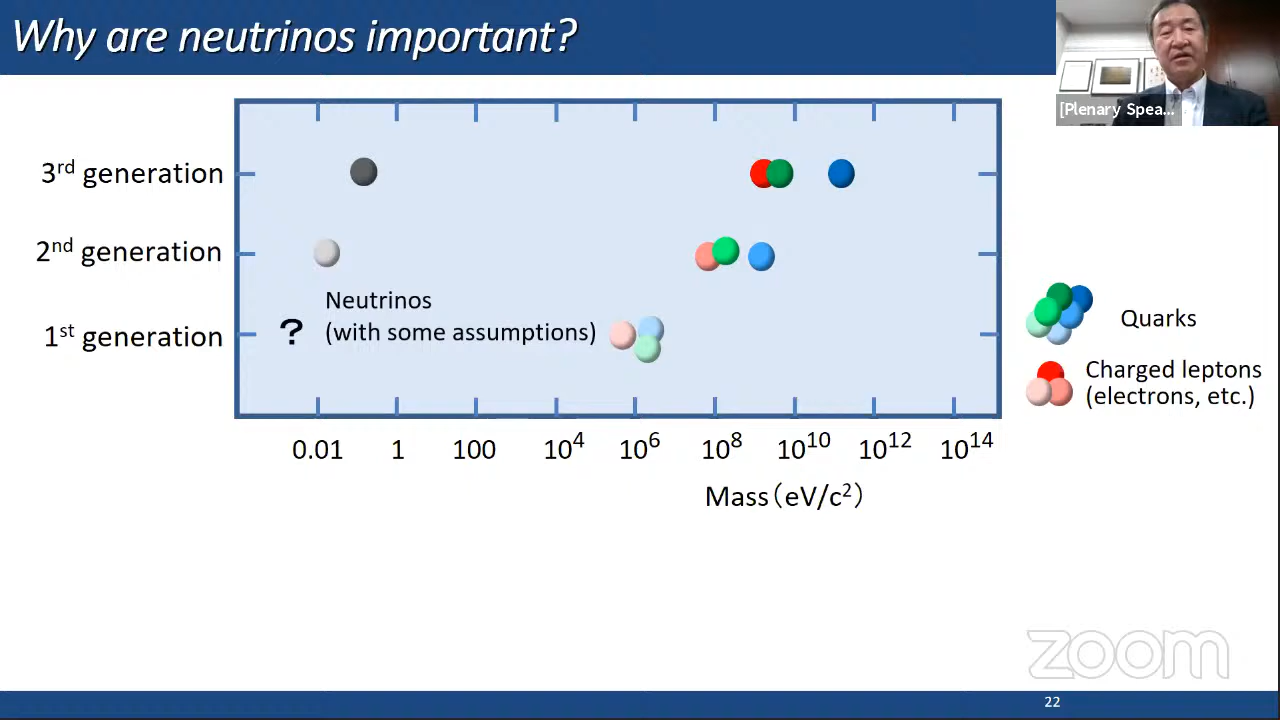 Why are neutrinos important?
[Plenary Spea...
3rd generation
2nd generation
Neutrinos
1st generation
?
(with some assumptions)
Quarks
Charged leptons
(electrons, etc.)
0.01 1 100 10⁴ 10⁶ 10⁸ 10¹⁰ 10¹² 10¹⁴
Mass（eV/c²）
zoom
22